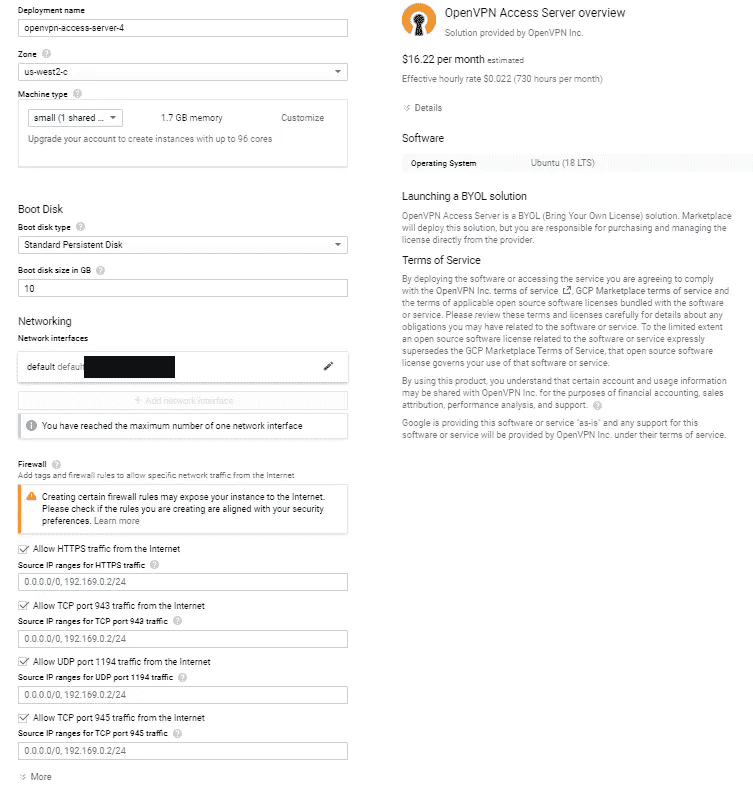 Deployment name
openvpn-access-server-4
Zone
us-west2-c
Machine type
small (1 shared ...
1.7 GB memory
Customize
Upgrade your account to create instances with up to 96 cores
Boot Disk
Boot disk type
Standard Persistent Disk
Boot disk size in GB
10
Networking
Network interfaces
default default
+ Add network interface
You have reached the maximum number of one network interface
Firewall
Add tags and firewall rules to allow specific network traffic from the Internet
Creating certain firewall rules may expose your instance to the Internet.
Please check if the rules you are creating are aligned with your security
preferences. Learn more
Allow HTTPS traffic from the Internet
Source IP ranges for HTTPS traffic
0.0.0.0/0, 192.169.0.2/24
Allow TCP port 943 traffic from the Internet
Source IP ranges for TCP port 943 traffic
0.0.0.0/0, 192.169.0.2/24
Allow UDP port 1194 traffic from the Internet
Source IP ranges for UDP port 1194 traffic
0.0.0.0/0, 192.169.0.2/24
Allow TCP port 945 traffic from the Internet
Source IP ranges for TCP port 945 traffic
0.0.0.0/0, 192.169.0.2/24
More
OpenVPN Access Server overview
Solution provided by OpenVPN Inc.
$16.22 per month estimated
Effective hourly rate $0.022 (730 hours per month)
Details
Software
Operating System
Ubuntu (18 LTS)
Launching a BYOL solution
OpenVPN Access Server is a BYOL (Bring Your Own License) solution. Marketplace
will deploy this solution, but you are responsible for purchasing and managing the
license directly from the provider.
Terms of Service
By deploying the software or accessing the service you are agreeing to comply
with the OpenVPN Inc. terms of service, GCP Marketplace terms of service and
the terms of applicable open source software licenses bundled with the software
or service. Please review these terms and licenses carefully for details about any
obligations you may have related to the software or service. To the limited extent
an open source software license related to the software or service expressly
supersedes the GCP Marketplace Terms of Service, that open source software
license governs your use of that software or service.
By using this product, you understand that certain account and usage information
may be shared with OpenVPN Inc. for the purposes of financial accounting, sales
attribution, performance analysis, and support.
Google is providing this software or service "as-is" and any support for this
software or service will be provided by OpenVPN Inc. under their terms of service.